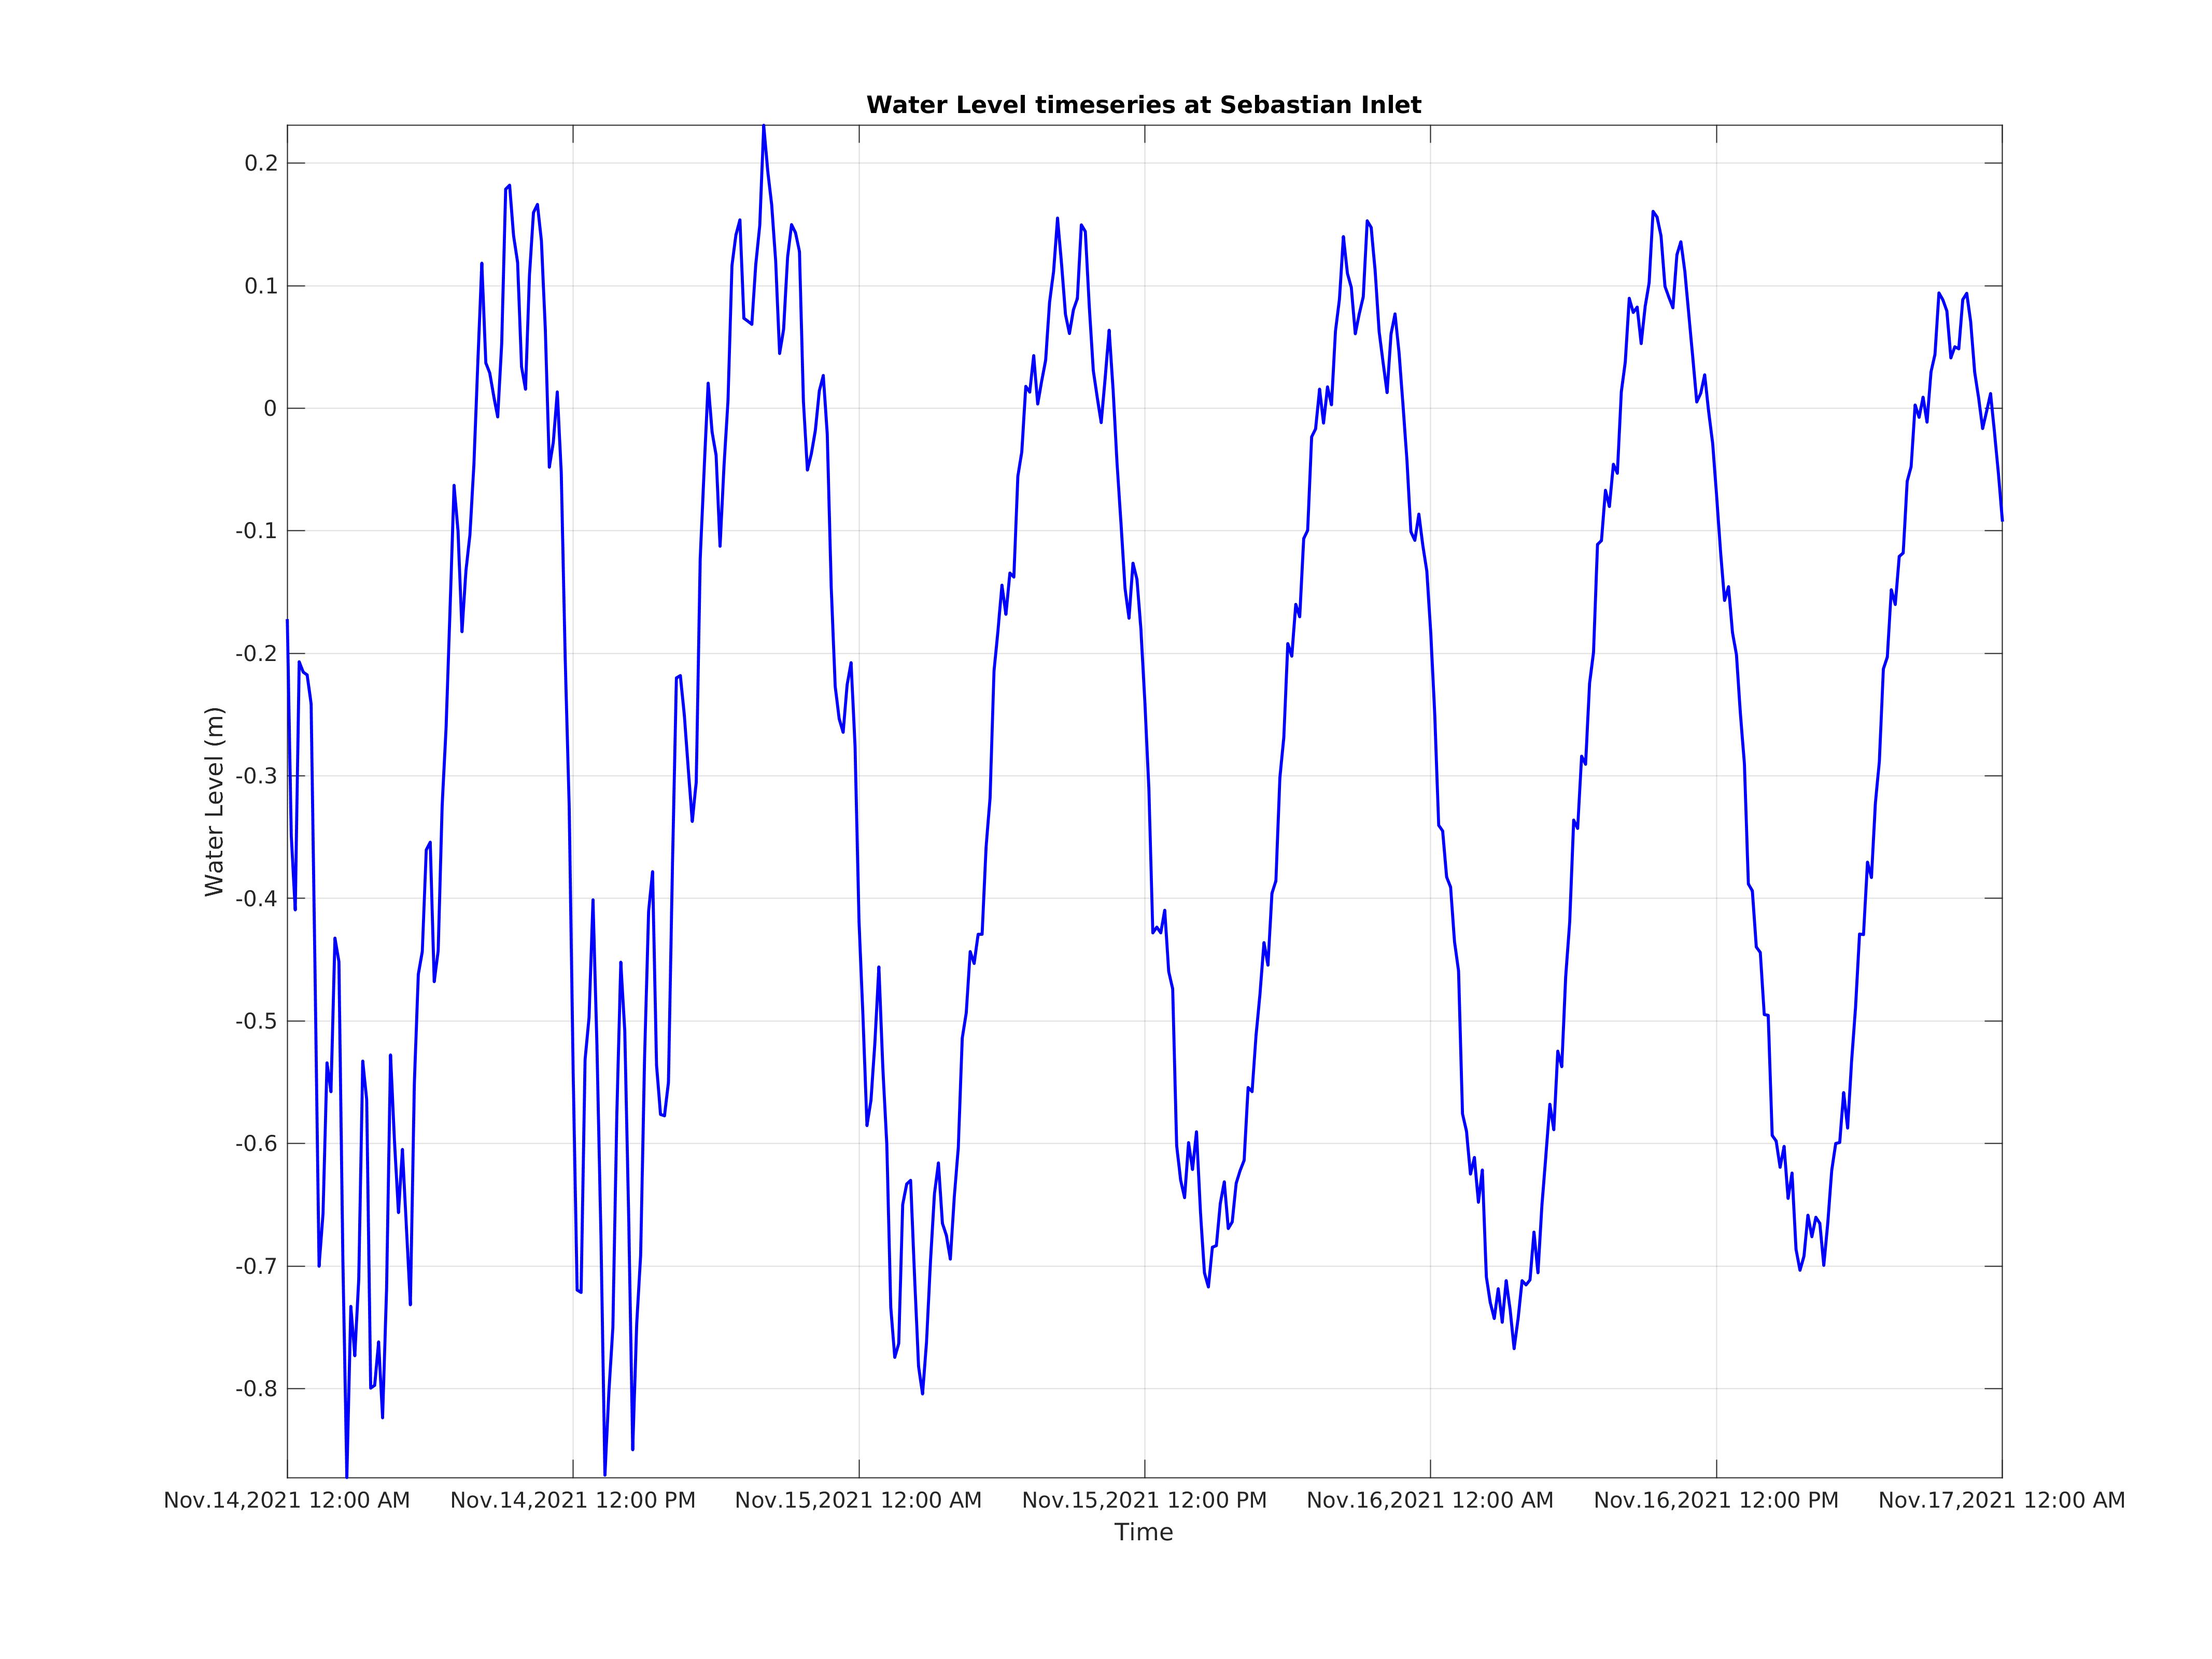 Water Level timeseries at Sebastian Inlet
0.2
0.1
0
-0.1
-0.2
-0.3
-0.4
-0.5
-0.6
-0.7
-0.8
Water Level (m)
Nov.14,2021 12:00 AM Nov.14,2021 12:00 PM Nov.15,2021 12:00 AM Nov.15,2021 12:00 PM Nov.16,2021 12:00 AM Nov.16,2021 12:00 PM Nov.17,2021 12:00 AM
Time